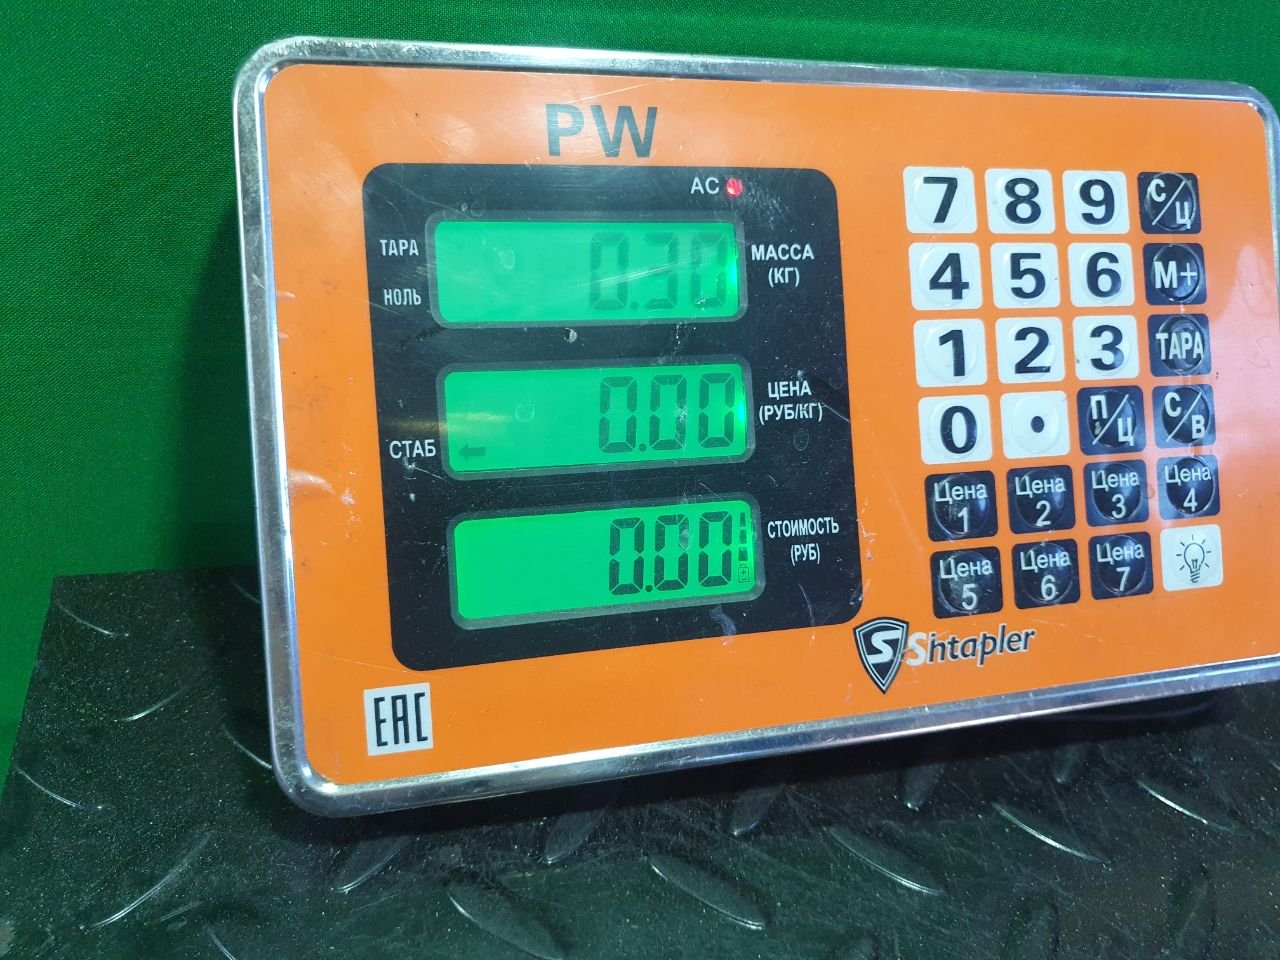 PW
AC
ТАРА
НОЛЬ
0.30
МАССА
(КГ)
СТАБ
0.00
ЦЕНА
(РУБ/КГ)
0.00
СТОИМОСТЬ
(РУБ)
7 8 9 С/Ц
4 5 6 М+
1 2 3 ТАРА
0 . П/Ц С/В
Цена 1 Цена 2 Цена 3 Цена 4
Цена 5 Цена 6 Цена 7
S Shtapler
EAC